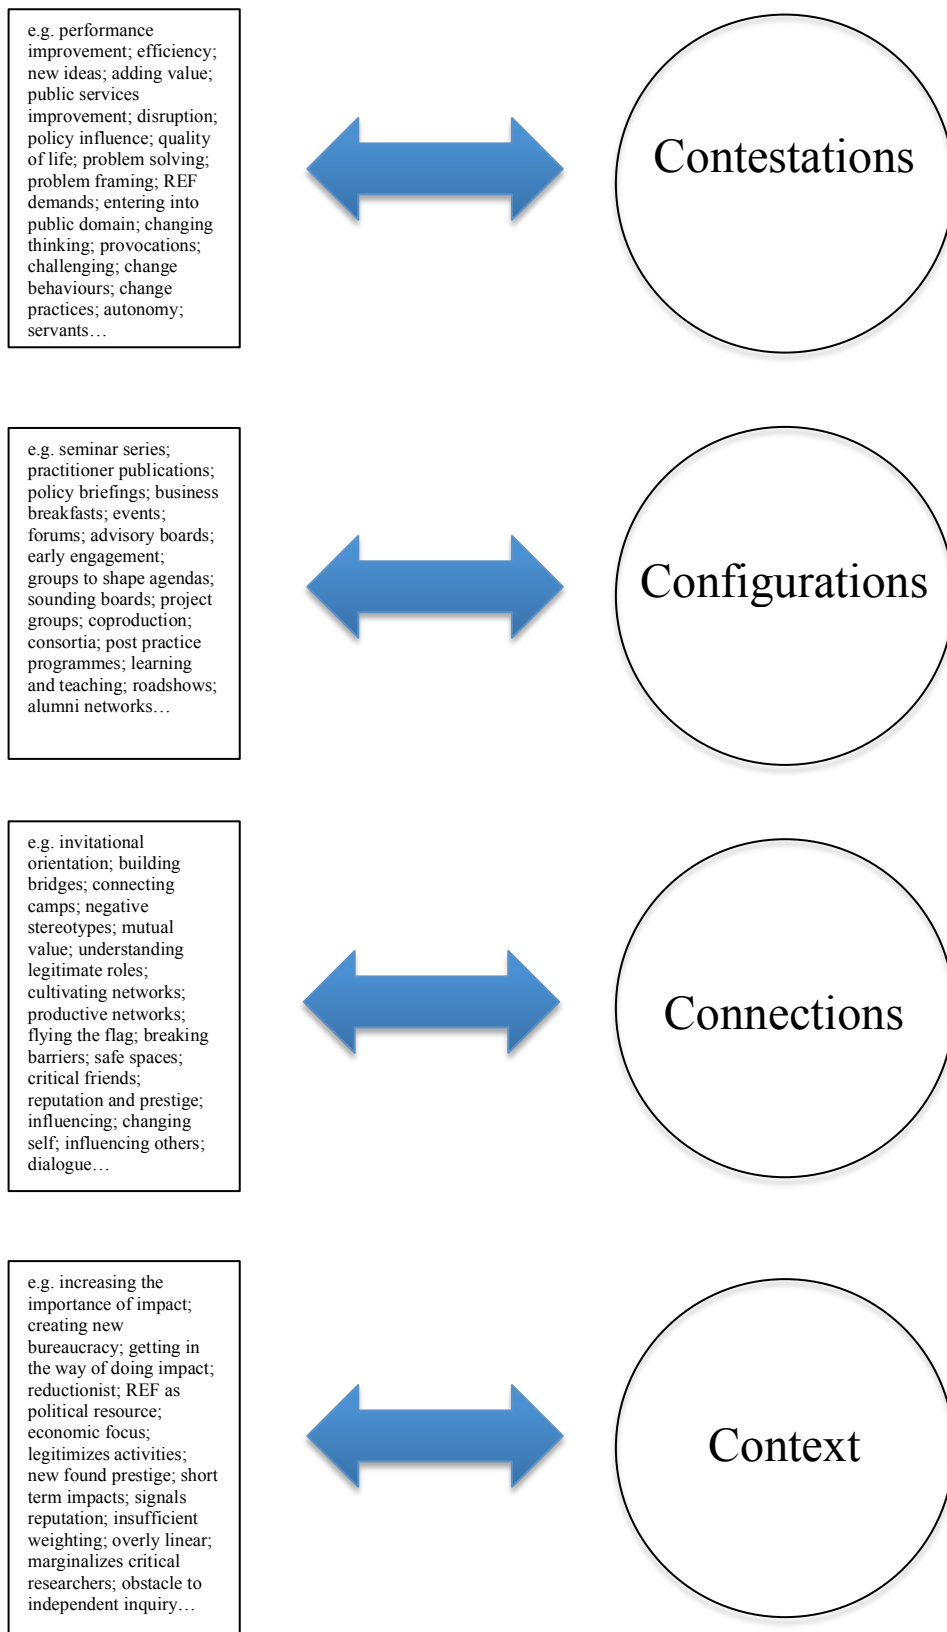 e.g. performance
improvement; efficiency;
new ideas; adding value;
public services
improvement; disruption;
policy influence; quality
of life; problem solving;
problem framing; REF
demands; entering into
public domain; changing
thinking; provocations;
challenging; change
behaviours; change
practices; autonomy;
servants…
Contestations
e.g. seminar series;
practitioner publications;
policy briefings; business
breakfasts; events;
forums; advisory boards;
early engagement;
groups to shape agendas;
sounding boards; project
groups; coproduction;
consortia; post practice
programmes; learning
and teaching; roadshows;
alumni networks…
Configurations
e.g. invitational
orientation; building
bridges; connecting
camps; negative
stereotypes; mutual
value; understanding
legitimate roles;
cultivating networks;
productive networks;
flying the flag; breaking
barriers; safe spaces;
critical friends;
reputation and prestige;
influencing; changing
self; influencing others;
dialogue…
Connections
e.g. increasing the
importance of impact;
creating new
bureaucracy; getting in
the way of doing impact;
reductionist; REF as
political resource;
economic focus;
legitimizes activities;
new found prestige; short
term impacts; signals
reputation; insufficient
weighting; overly linear;
marginalizes critical
researchers; obstacle to
independent inquiry…
Context